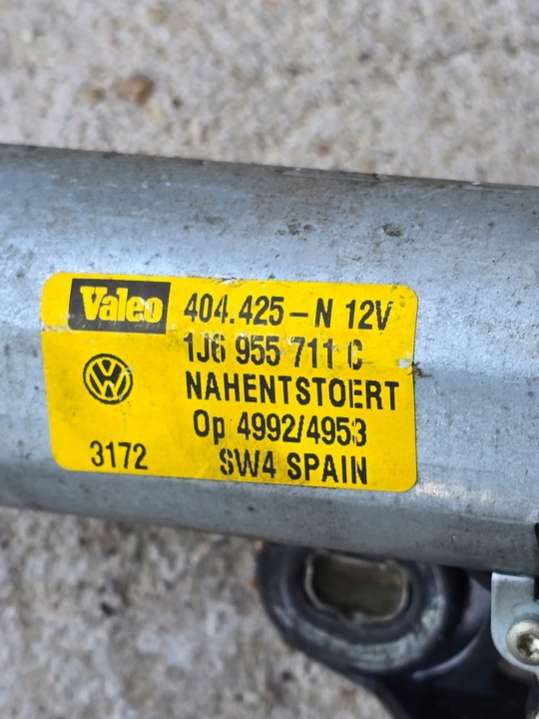 Valeo 404.425-N 12V
1J6 955 711 C
NAHENTSTOERT
Op 4992/4953
3172 SW4 SPAIN